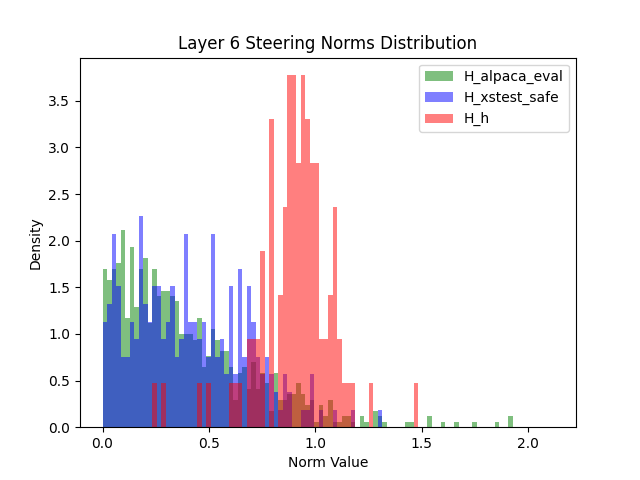 Layer 6 Steering Norms Distribution
H_alpaca_eval
H_xstest_safe
H_h
3.5
3.0
2.5
2.0
1.5
1.0
0.5
0.0
Density
0.0 0.5 1.0 1.5 2.0
Norm Value